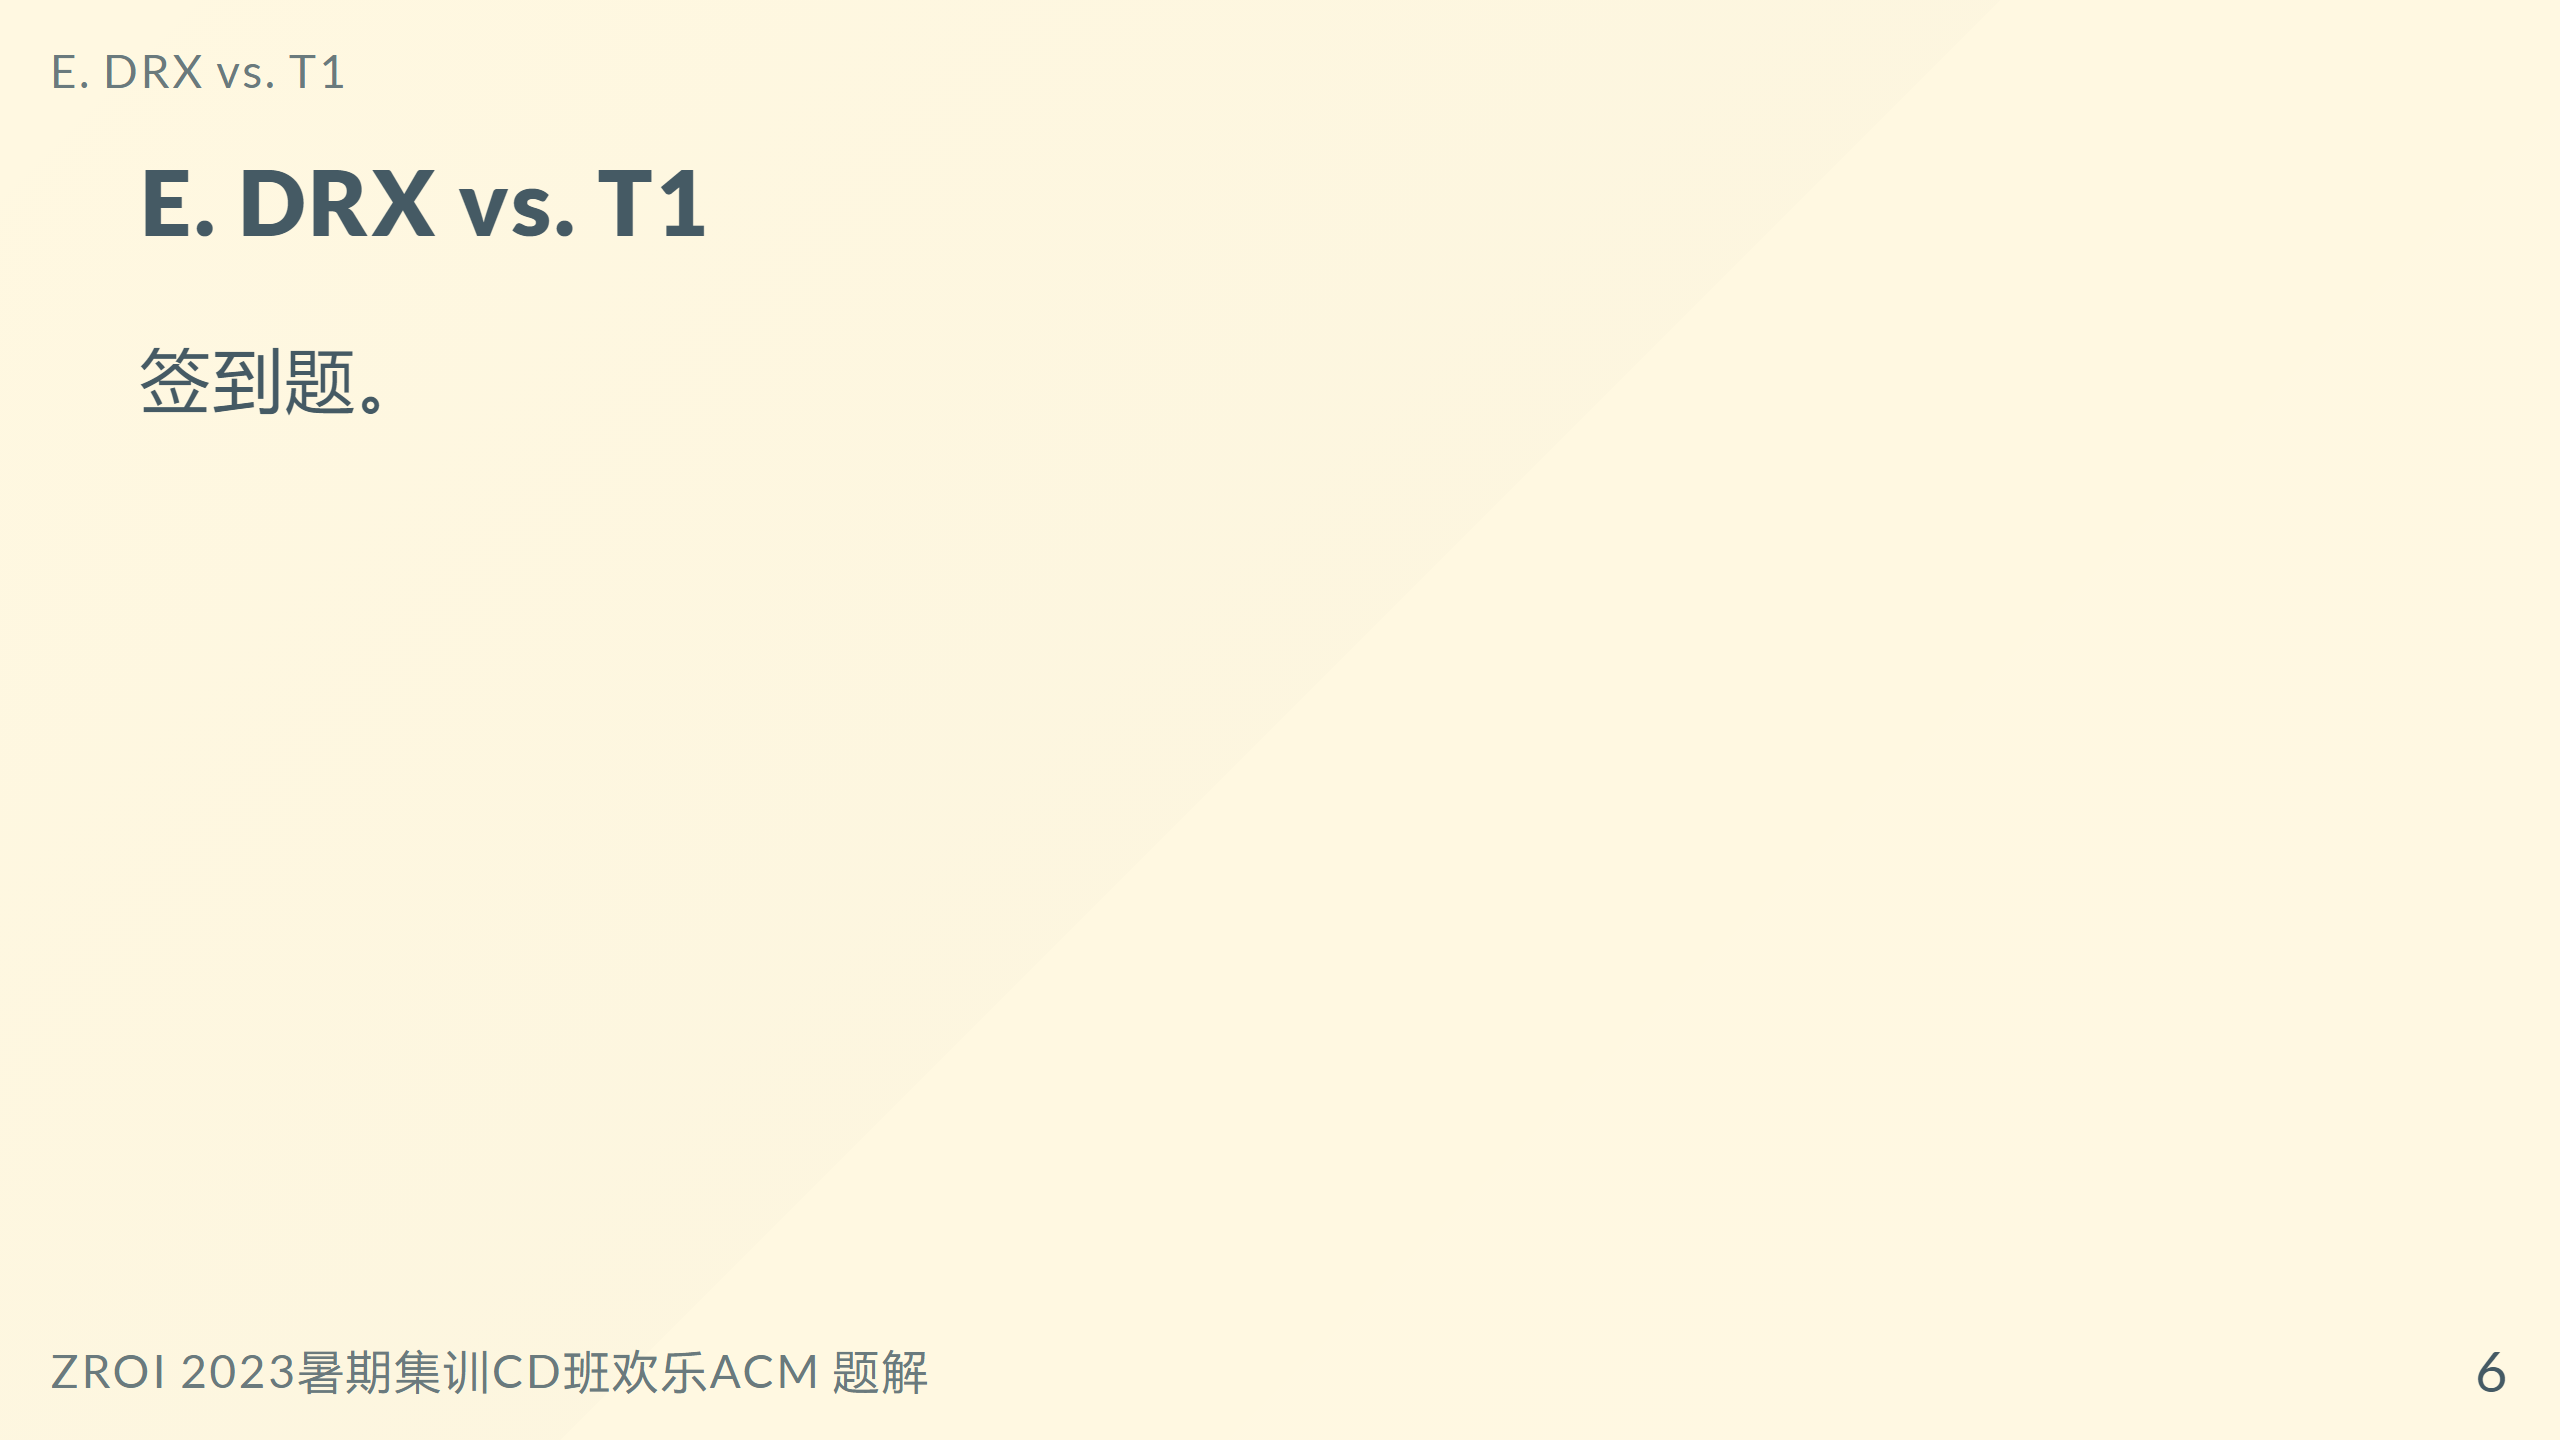 E. DRX vs. T1
E. DRX vs. T1
签到题。
ZROI 2023暑期集训CD班欢乐ACM 题解
6